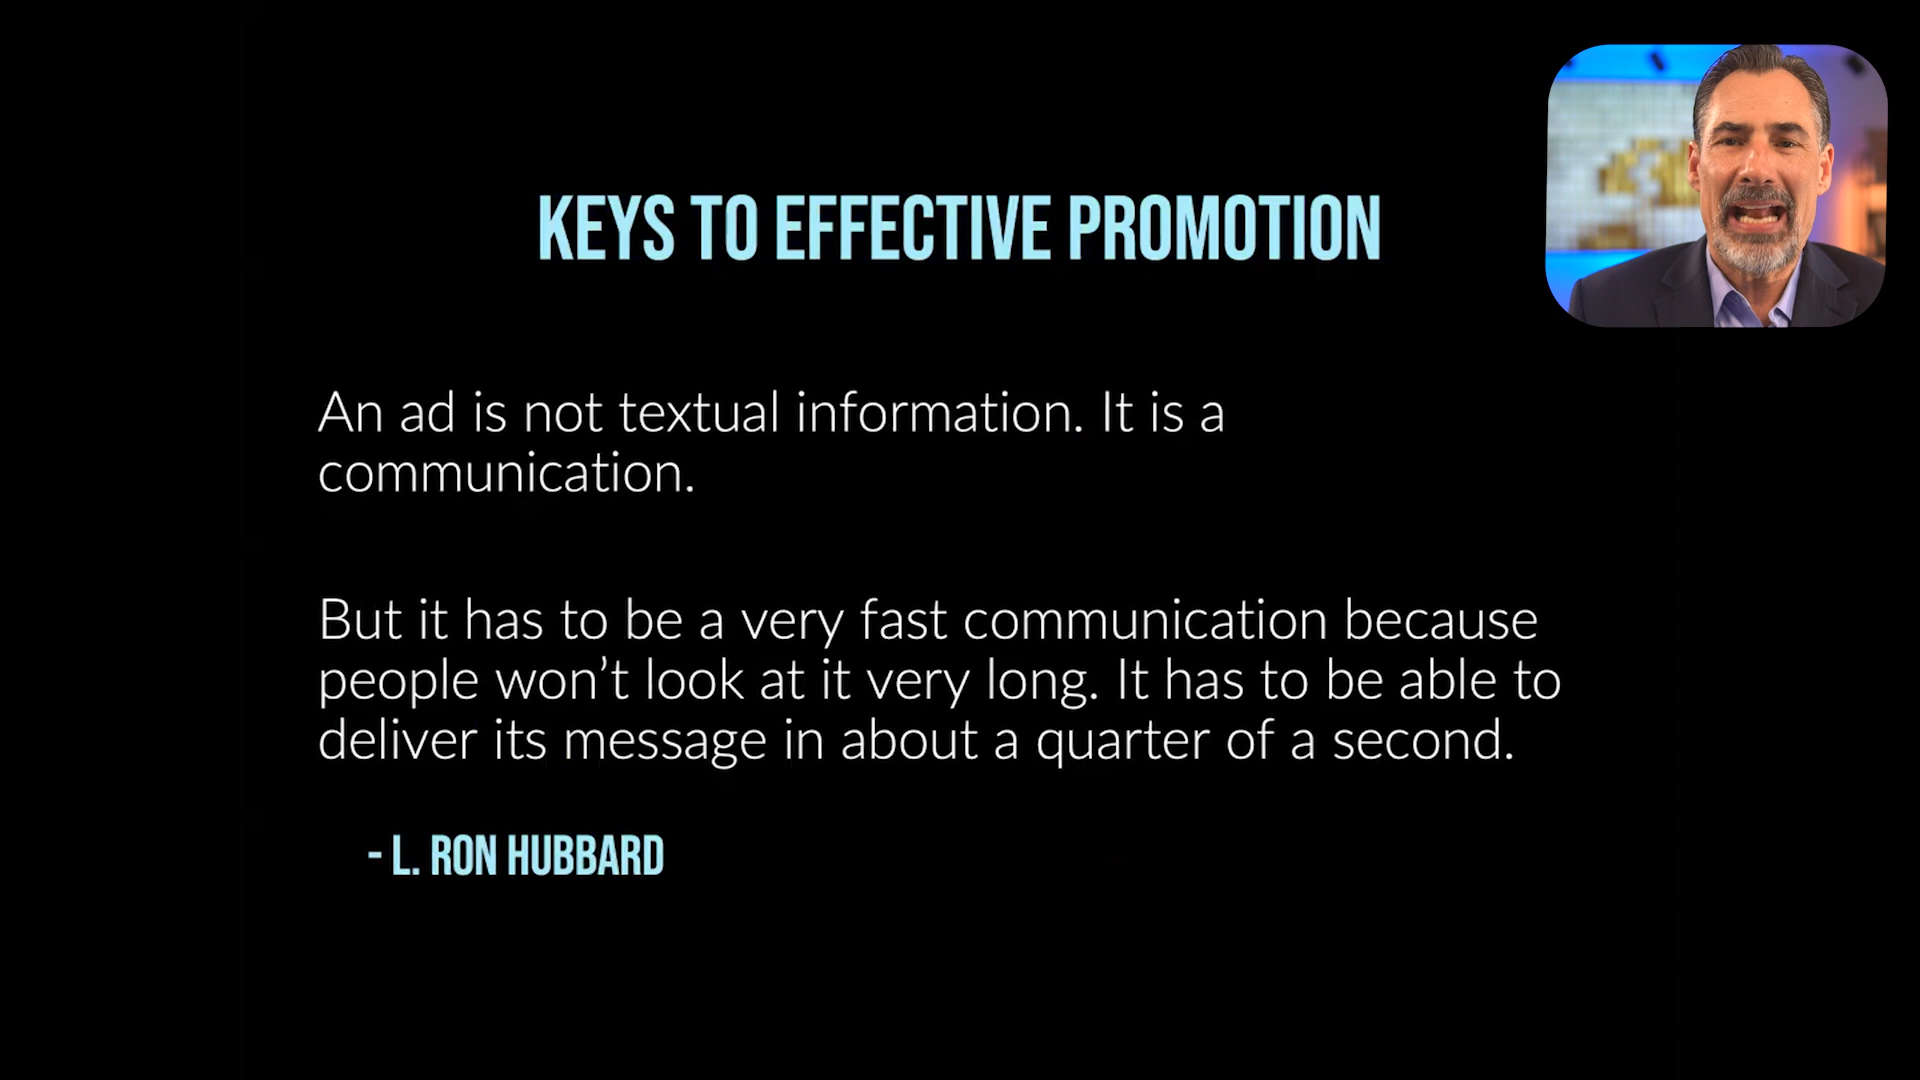 KEYS TO EFFECTIVE PROMOTION
An ad is not textual information. It is a
communication.
But it has to be a very fast communication because
people won’t look at it very long. It has to be able to
deliver its message in about a quarter of a second.
- L. RON HUBBARD